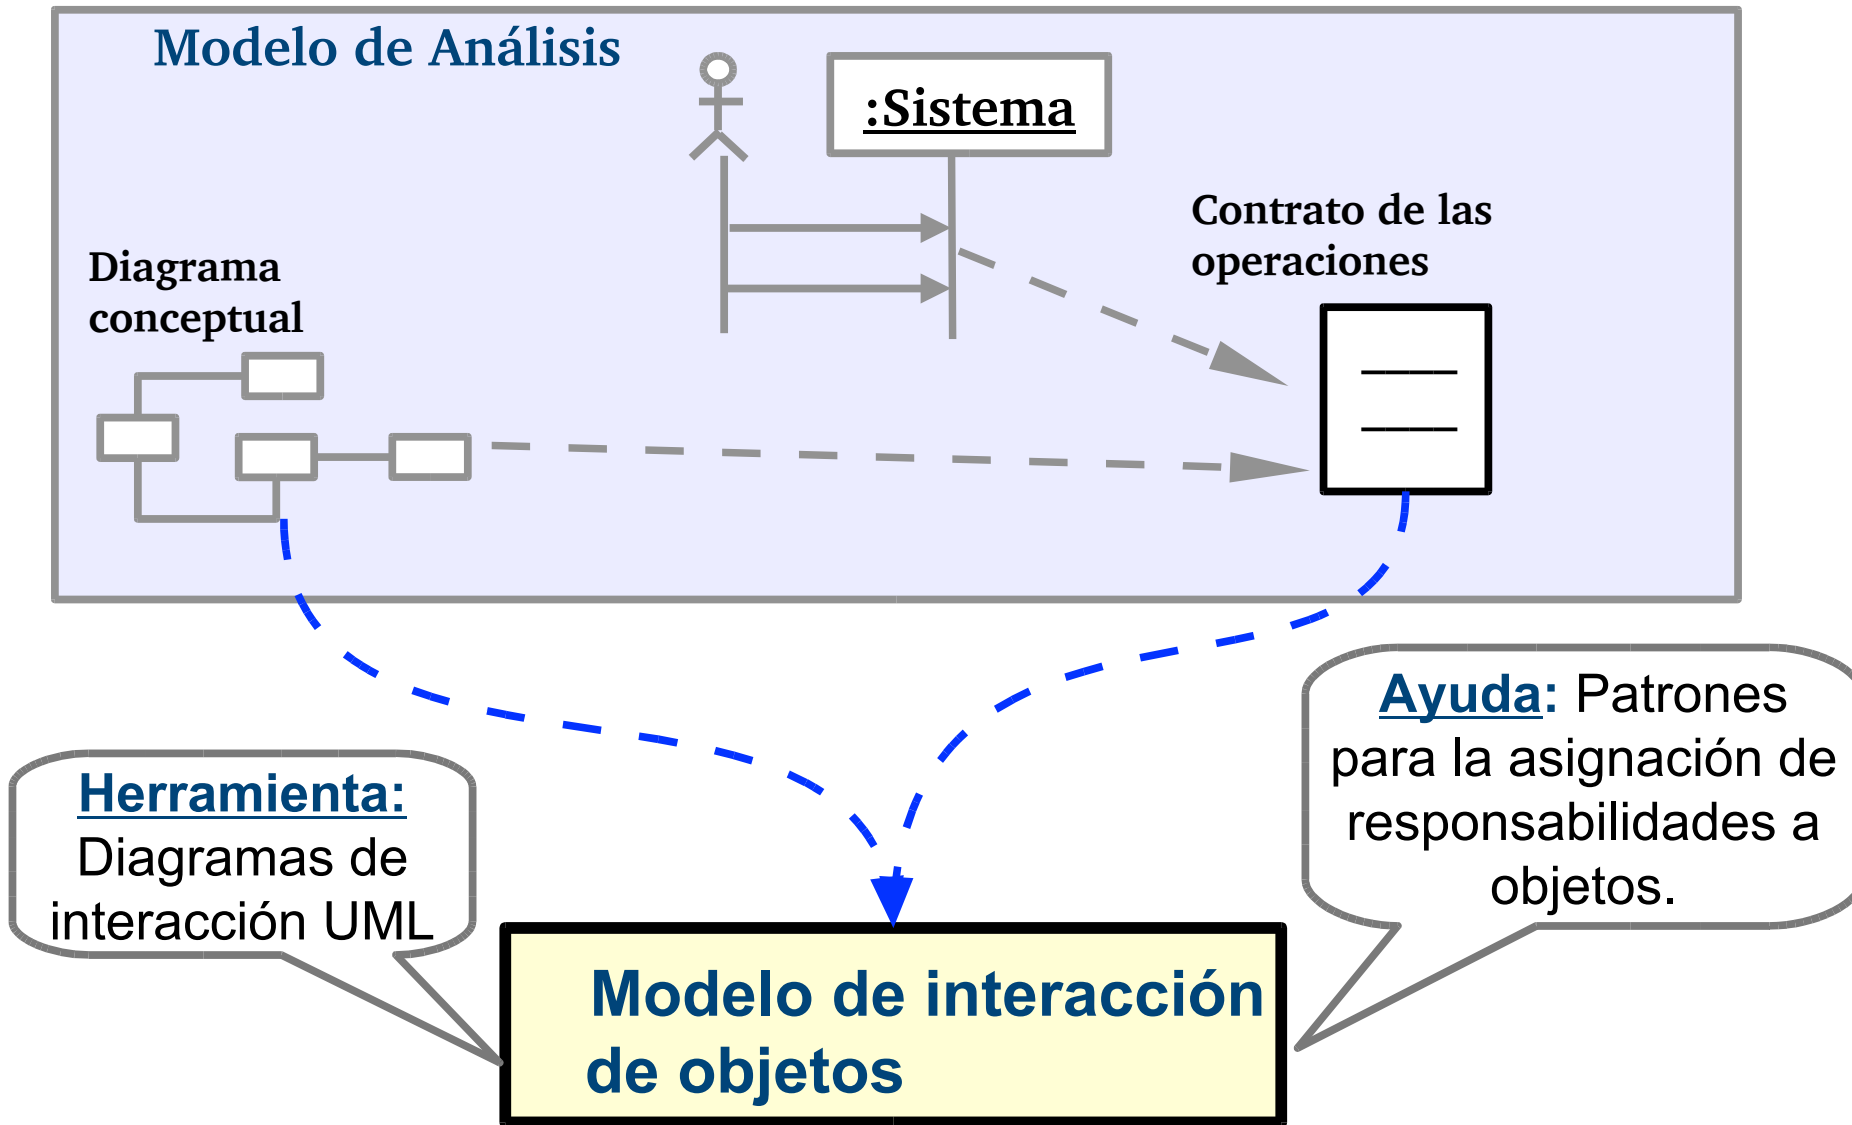 Modelo de Análisis
:Sistema
Contrato de las
operaciones
Diagrama
conceptual
Ayuda: Patrones
para la asignación de
responsabilidades a
objetos.
Herramienta:
Diagramas de
interacción UML
Modelo de interacción
de objetos